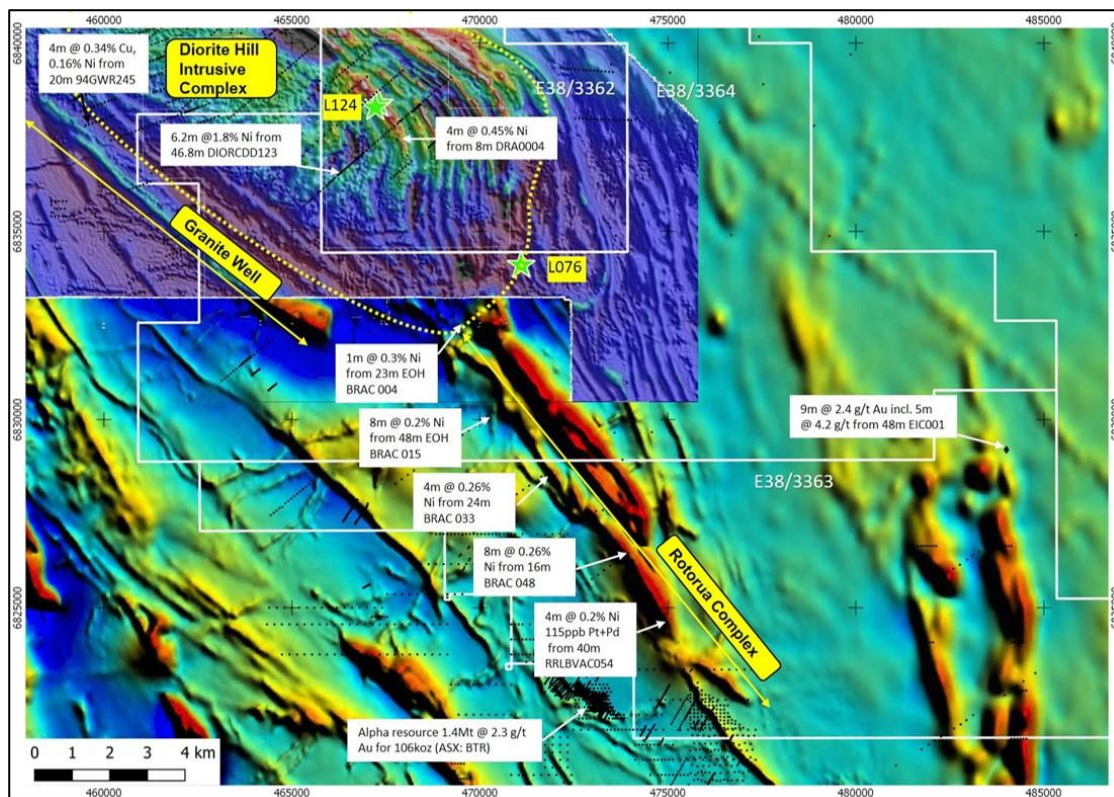 460000
465000
470000
475000
480000
485000
6840000
6840000
4m @ 0.34% Cu,
0.16% Ni from
20m 94GWR245
Diorite Hill
Intrusive
Complex
E38/3362
E38/3364
L124
6.2m @1.8% Ni from
46.8m DIORCDD123
4m @ 0.45% Ni
from 8m DRA0004
6835000
6835000
Granite Well
L076
1m @ 0.3% Ni
from 23m EOH
BRAC 004
6830000
6830000
9m @ 2.4 g/t Au incl. 5m
@ 4.2 g/t from 48m EIC001
8m @ 0.2% Ni
from 48m EOH
BRAC 015
E38/3363
4m @ 0.26%
Ni from 24m
BRAC 033
8m @ 0.26%
Ni from 16m
BRAC 048
Rotorua Complex
6825000
6825000
4m @ 0.2% Ni
115ppb Pt+Pd
from 40m
RRLBVAC054
Alpha resource 1.4Mt @ 2.3 g/t
Au for 106koz (ASX: BTR)
0 1 2 3 4 km
460000
465000
470000
475000
480000
485000